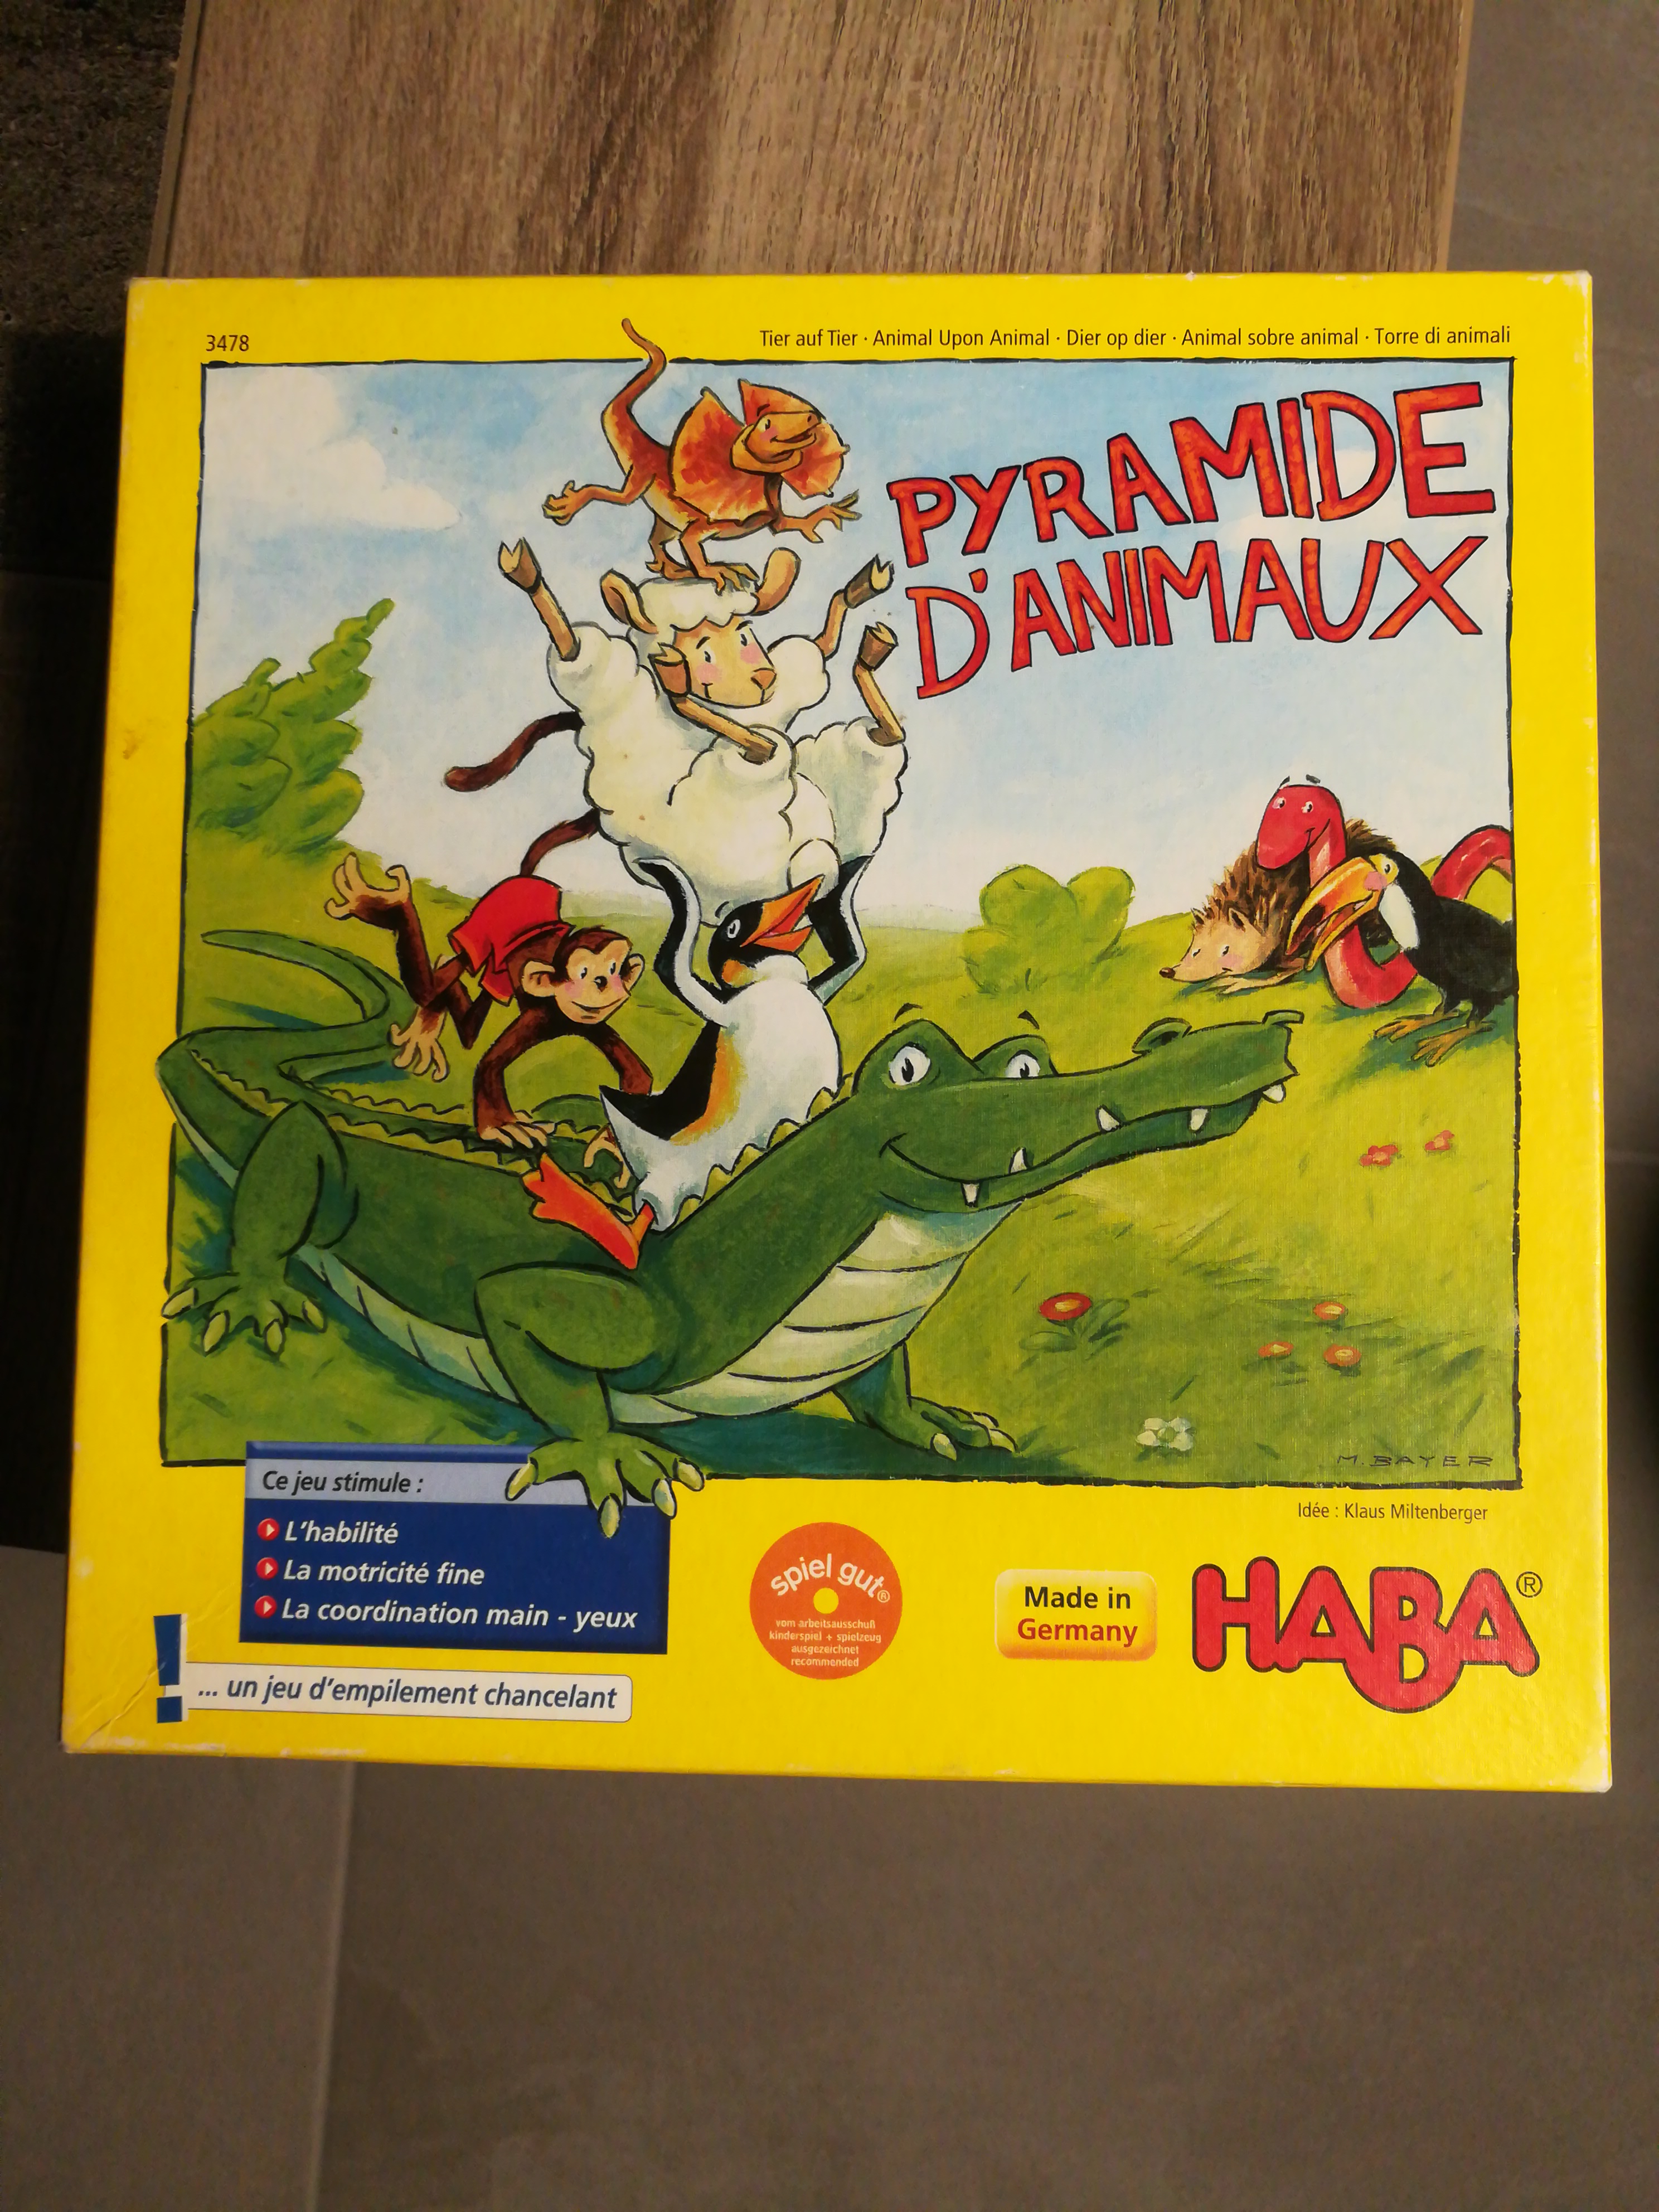 3478
Tier auf Tier · Animal Upon Animal · Dier op dier · Animal sobre animal · Torre di animali
PYRAMIDE
D'ANIMAUX
M. BAYER
Idée : Klaus Miltenberger
Ce jeu stimule :
L'habilité
La motricité fine
La coordination main - yeux
! ... un jeu d'empilement chancelant
spiel gut®
vom arbeitsausschuß
kinderspiel + spielzeug
ausgezeichnet
recommended
Made in
Germany
HABA®